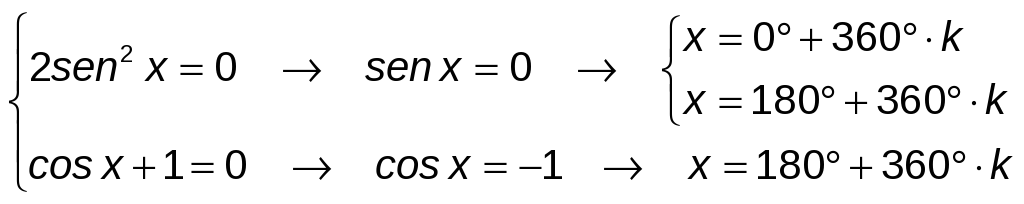 2sen² x = 0 → sen x = 0 → x = 0° + 360° · k
x = 180° + 360° · k
cos x + 1 = 0 → cos x = −1 → x = 180° + 360° · k